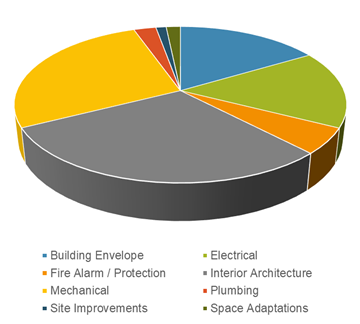 Building Envelope
Electrical
Fire Alarm / Protection
Interior Architecture
Mechanical
Plumbing
Site Improvements
Space Adaptations